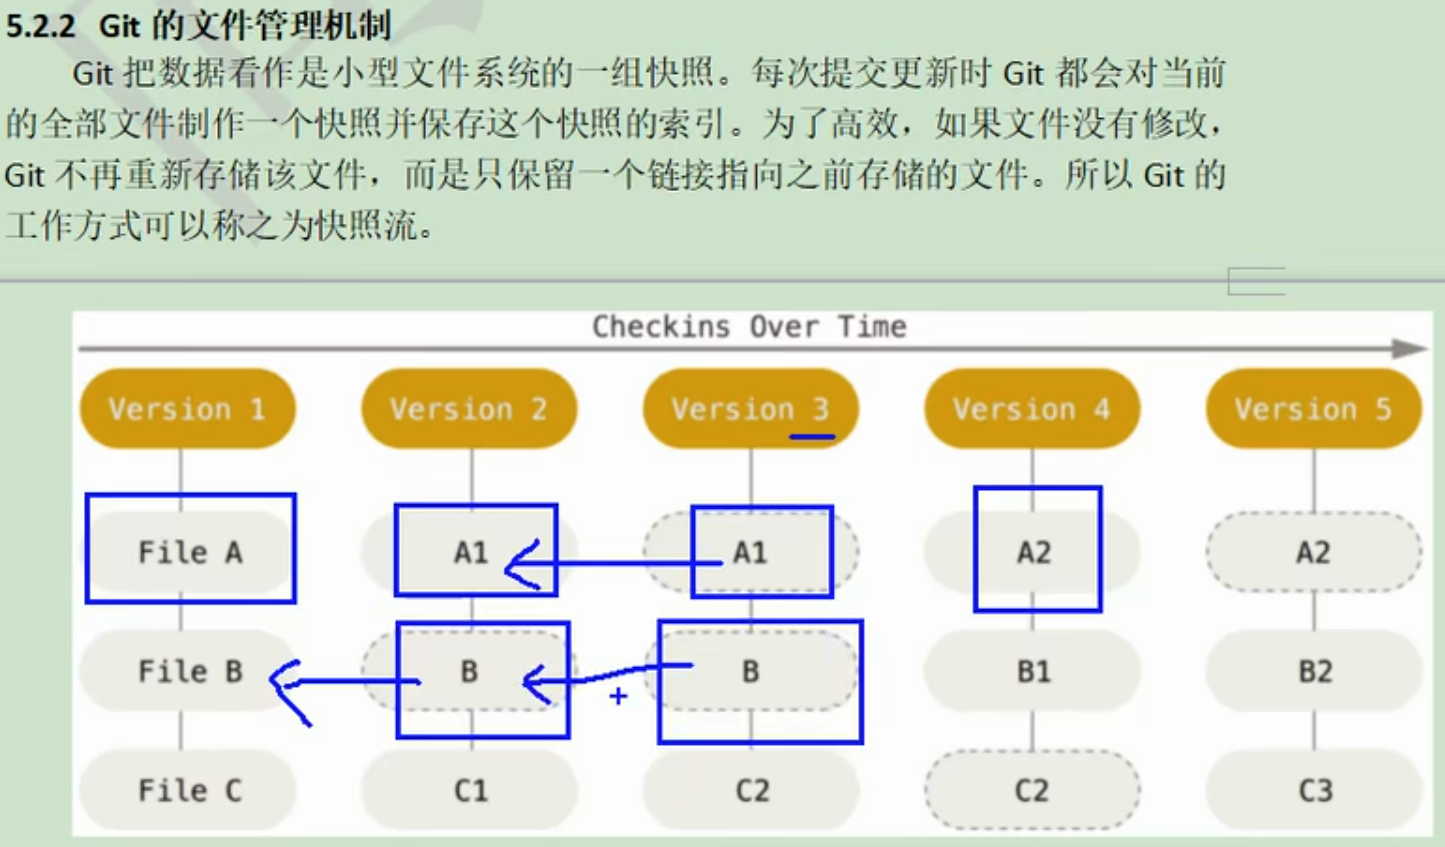 5.2.2 Git 的文件管理机制
Git 把数据看作是小型文件系统的一组快照。每次提交更新时 Git 都会对当前
的全部文件制作一个快照并保存这个快照的索引。为了高效，如果文件没有修改，
Git 不再重新存储该文件，而是只保留一个链接指向之前存储的文件。所以 Git 的
工作方式可以称之为快照流。
Checkins Over Time
Version 1 Version 2 Version 3 Version 4 Version 5
File A A1 A1 A2 A2
File B B B B1 B2
File C C1 C2 C2 C3